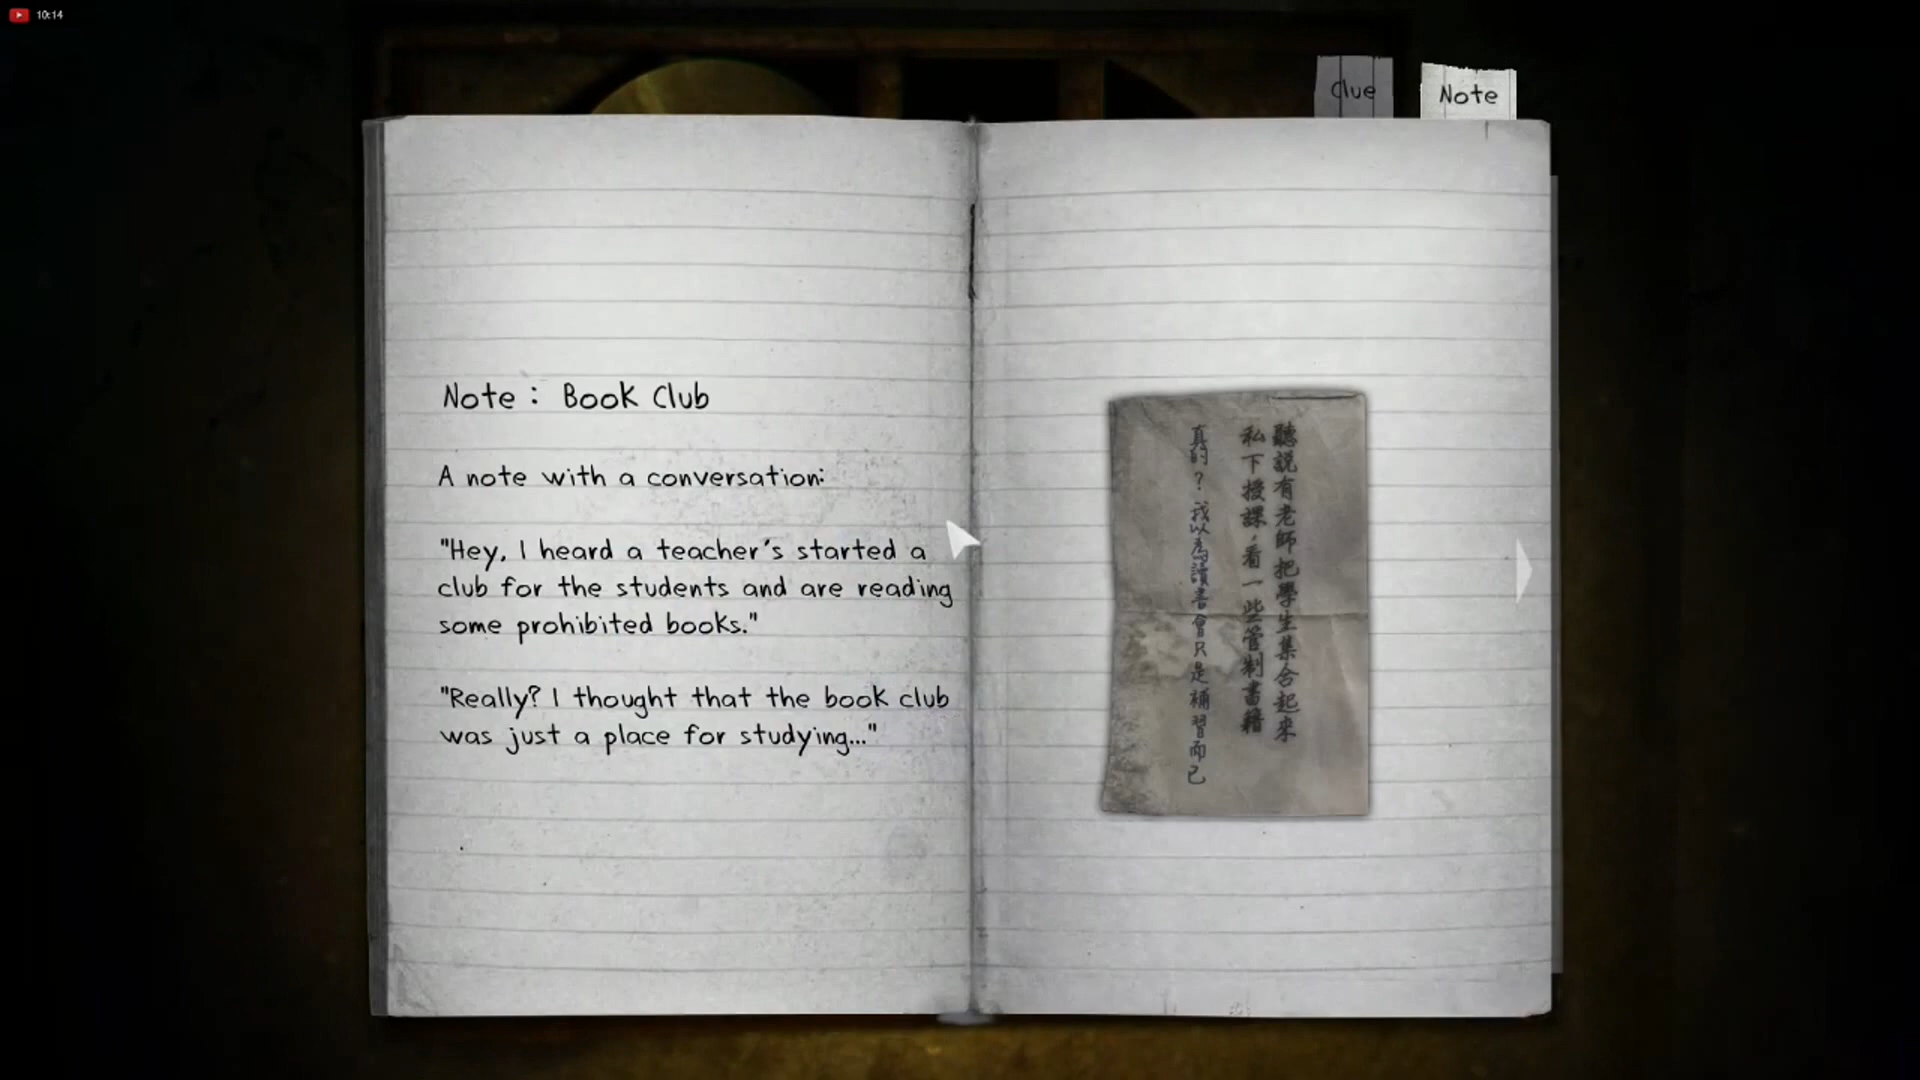 10:14
Clue
Note
Note : Book Club
A note with a conversation:
"Hey, I heard a teacher's started a
club for the students and are reading
some prohibited books."
"Really? I thought that the book club
was just a place for studying..."
聽說有老師把學生集合起來
私下授課,看一些管制書籍
真的?我以為讀書會只是補習而已